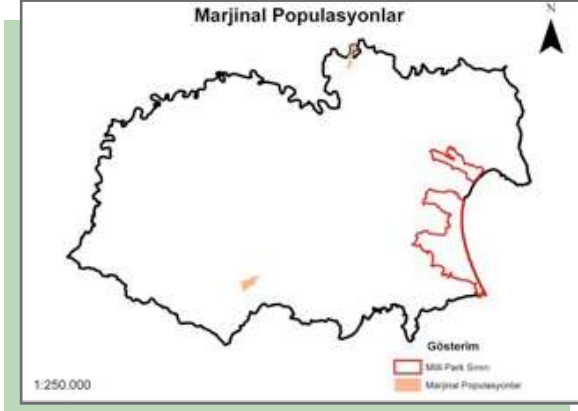 Marjinal Populasyonlar
N
Gösterim
Milli Park Sınırı
Marjinal Populasyonlar
1:250.000